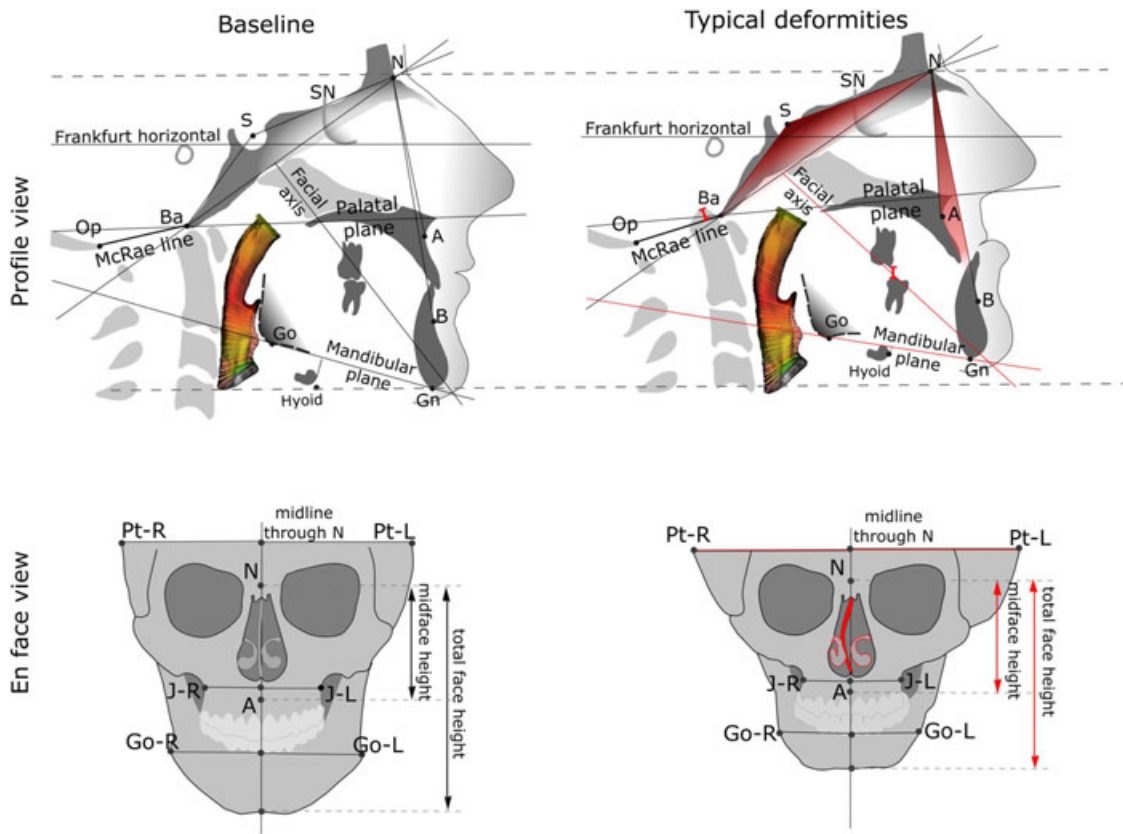 Baseline
Typical deformities
Profile view
N
SN
S
Frankfurt horizontal
Ba
Op
McRae line
Facial
axis
Palatal
plane
A
B
Go
Mandibular
plane
Hyoid
Gn
N
SN
S
Frankfurt horizontal
Ba
Op
McRae line
Facial
axis
Palatal
plane
A
B
Go
Mandibular
plane
Hyoid
Gn
En face view
Pt-R
midline
through N
Pt-L
N
midface height
total face height
J-R
J-L
A
Go-R
Go-L
Pt-R
midline
through N
Pt-L
N
midface height
total face height
J-R
J-L
A
Go-R
Go-L